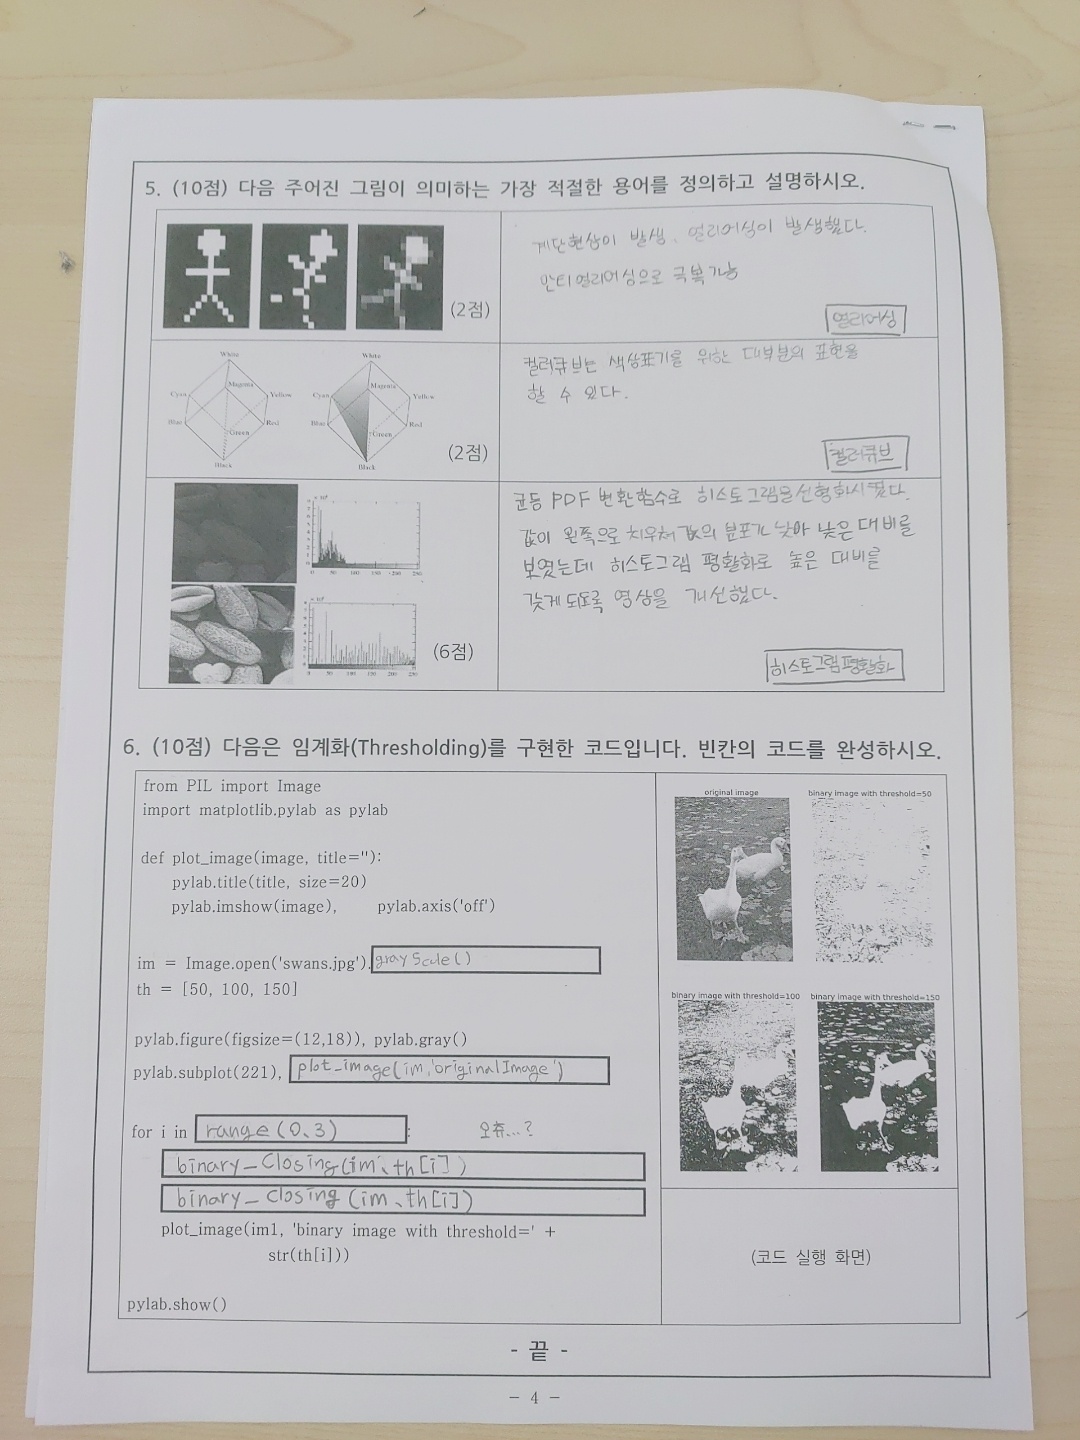 5. (10점) 다음 주어진 그림이 의미하는 가장 적절한 용어를 정의하고 설명하시오.
(2점)
계단현상이 발생, 얼리어싱이 발생했다.
안티얼리어싱으로 극복가능
얼리어싱
White
Cyan
Magenta
Yellow
Blue
Green
Red
Black
White
Cyan
Magenta
Yellow
Blue
Green
Red
Black
(2점)
컬러큐브는 색상표기를 위하는 대부분의 표현을
할 수 있다.
컬러큐브
(6점)
균등 PDF 변환함수로 히스토그램을 선형화시켰다.
값이 왼쪽으로 치우쳐 값의 분포가 낮아 낮은 대비를
보였는데 히스토그램 평활화로 높은 대비를
갖게 되도록 영상을 개선했다.
히스토그램평활화
6. (10점) 다음은 임계화(Thresholding)를 구현한 코드입니다. 빈칸의 코드를 완성하시오.
from PIL import Image
import matplotlib.pylab as pylab
def plot_image(image, title=''):
pylab.title(title, size=20)
pylab.imshow(image), pylab.axis('off')
im = Image.open('swans.jpg').grayScale()
th = [50, 100, 150]
pylab.figure(figsize=(12,18)), pylab.gray()
pylab.subplot(221), plot_image(im,'originalImage')
for i in range(0,3):
오쥬...?
binary_closing(im, th[i])
binary_closing(im, th[i])
plot_image(im1, 'binary image with threshold=' +
str(th[i]))
pylab.show()
original image
binary image with threshold=50
binary image with threshold=100
binary image with threshold=150
(코드 실행 화면)
- 끝 -
- 4 -